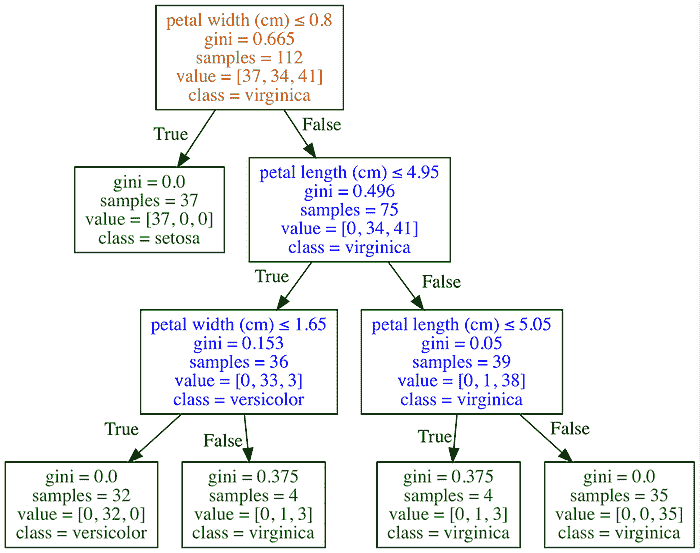 petal width (cm) ≤ 0.8
gini = 0.665
samples = 112
value = [37, 34, 41]
class = virginica
True
False
gini = 0.0
samples = 37
value = [37, 0, 0]
class = setosa
petal length (cm) ≤ 4.95
gini = 0.496
samples = 75
value = [0, 34, 41]
class = virginica
True
False
petal width (cm) ≤ 1.65
gini = 0.153
samples = 36
value = [0, 33, 3]
class = versicolor
petal length (cm) ≤ 5.05
gini = 0.05
samples = 39
value = [0, 1, 38]
class = virginica
True
False
True
False
gini = 0.0
samples = 32
value = [0, 32, 0]
class = versicolor
gini = 0.375
samples = 4
value = [0, 1, 3]
class = virginica
gini = 0.375
samples = 4
value = [0, 1, 3]
class = virginica
gini = 0.0
samples = 35
value = [0, 0, 35]
class = virginica